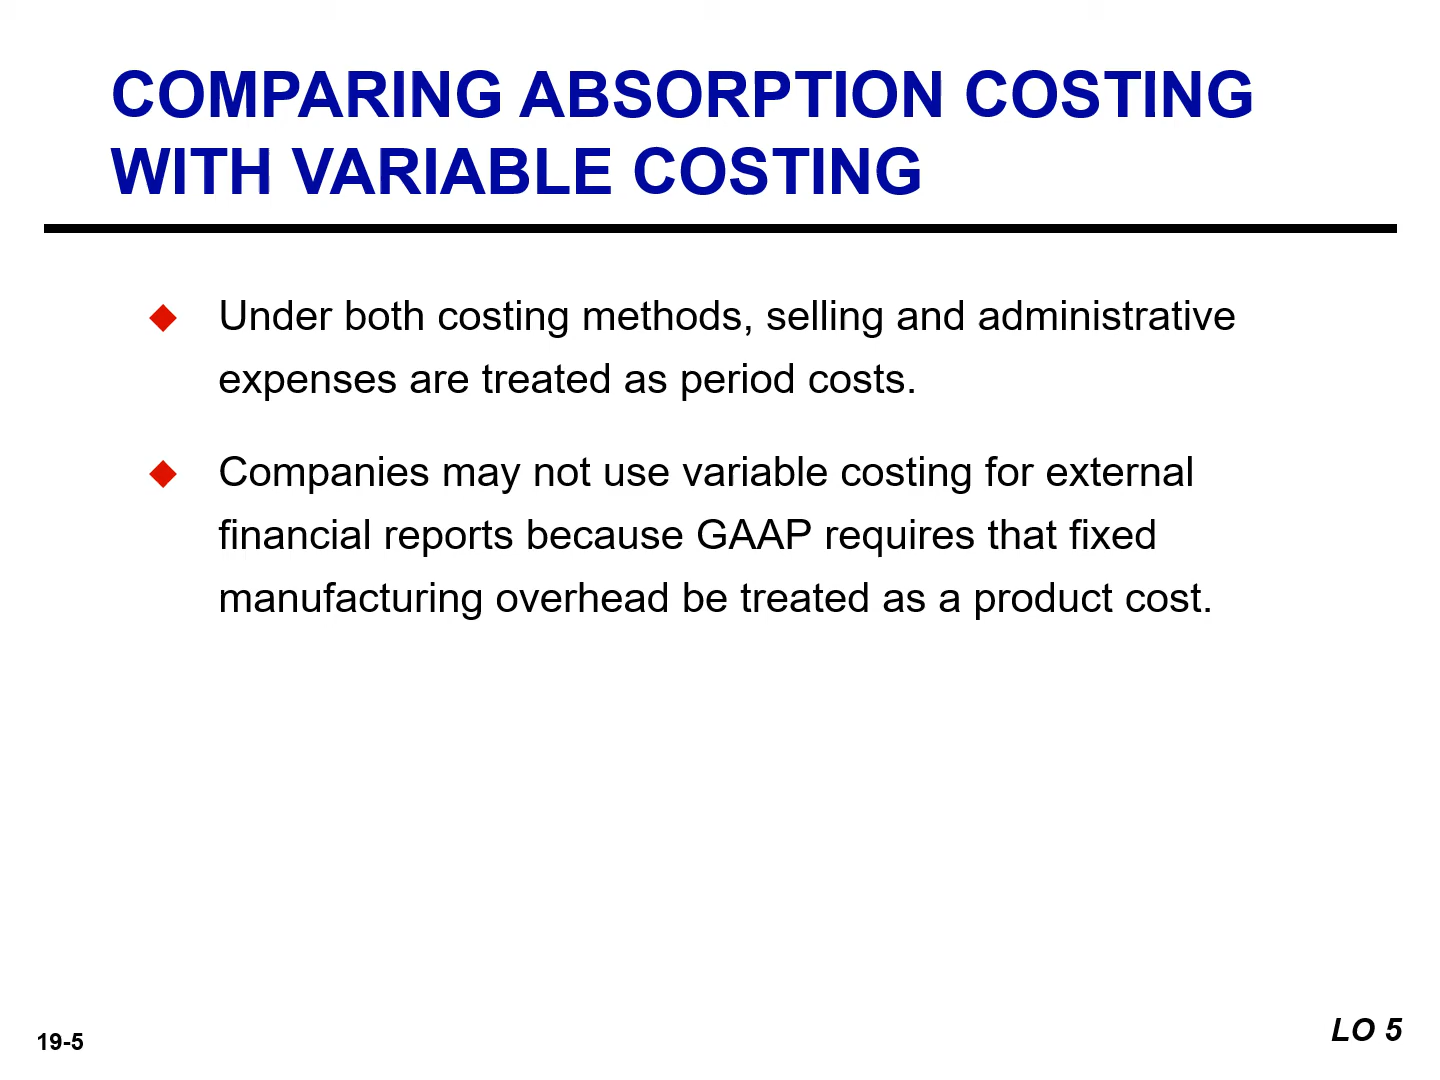 COMPARING ABSORPTION COSTING
WITH VARIABLE COSTING
Under both costing methods, selling and administrative
expenses are treated as period costs.
Companies may not use variable costing for external
financial reports because GAAP requires that fixed
manufacturing overhead be treated as a product cost.
19-5
LO 5